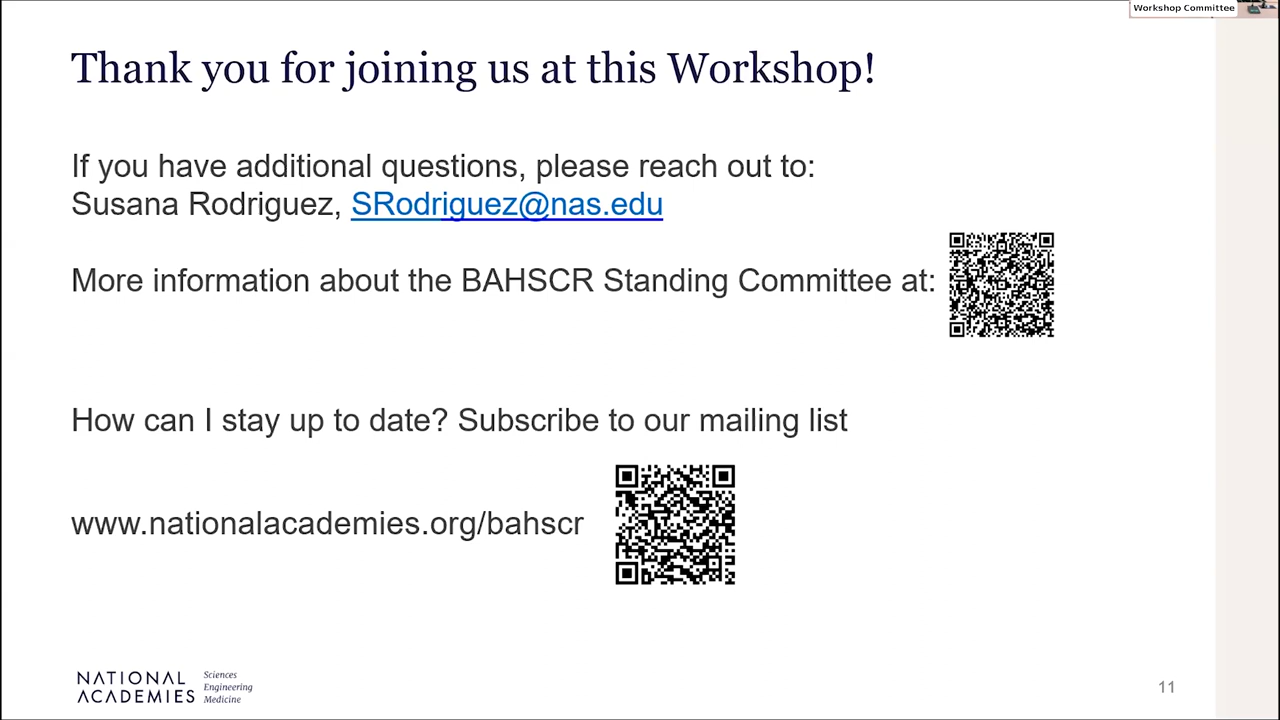 Workshop Committee
Thank you for joining us at this Workshop!
If you have additional questions, please reach out to:
Susana Rodriguez, SRodriguez@nas.edu
More information about the BAHSCR Standing Committee at:
How can I stay up to date? Subscribe to our mailing list
www.nationalacademies.org/bahscr
NATIONAL
ACADEMIES
Sciences
Engineering
Medicine
11